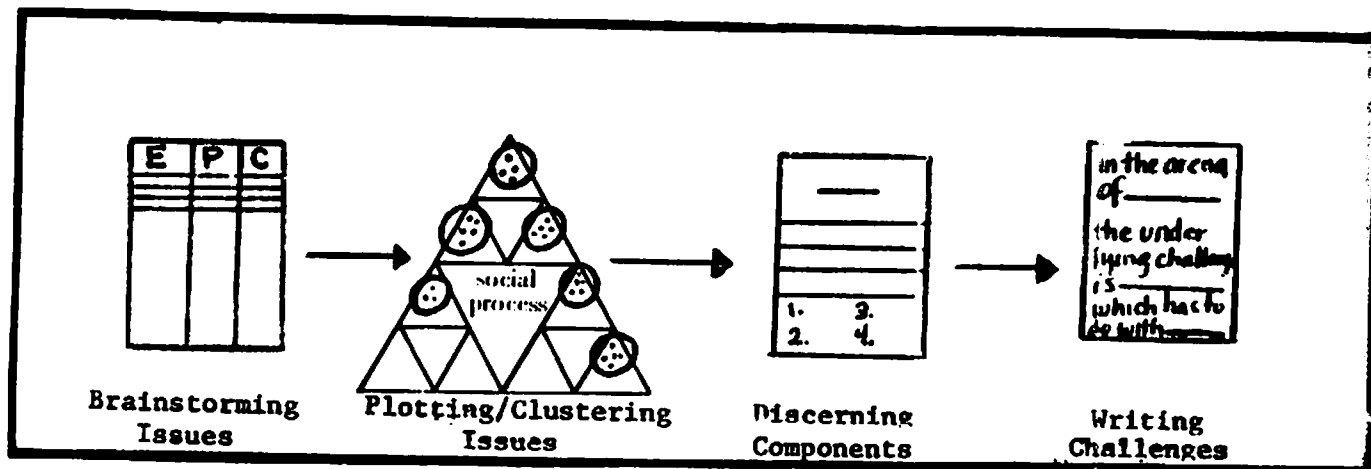 E P C
Brainstorming
Issues
social
process
Plotting/Clustering
Issues
1. 3.
2. 4.
Discerning
Components
in the arena
of
the under
lying challeng
is
which has to
do with
Writing
Challenges